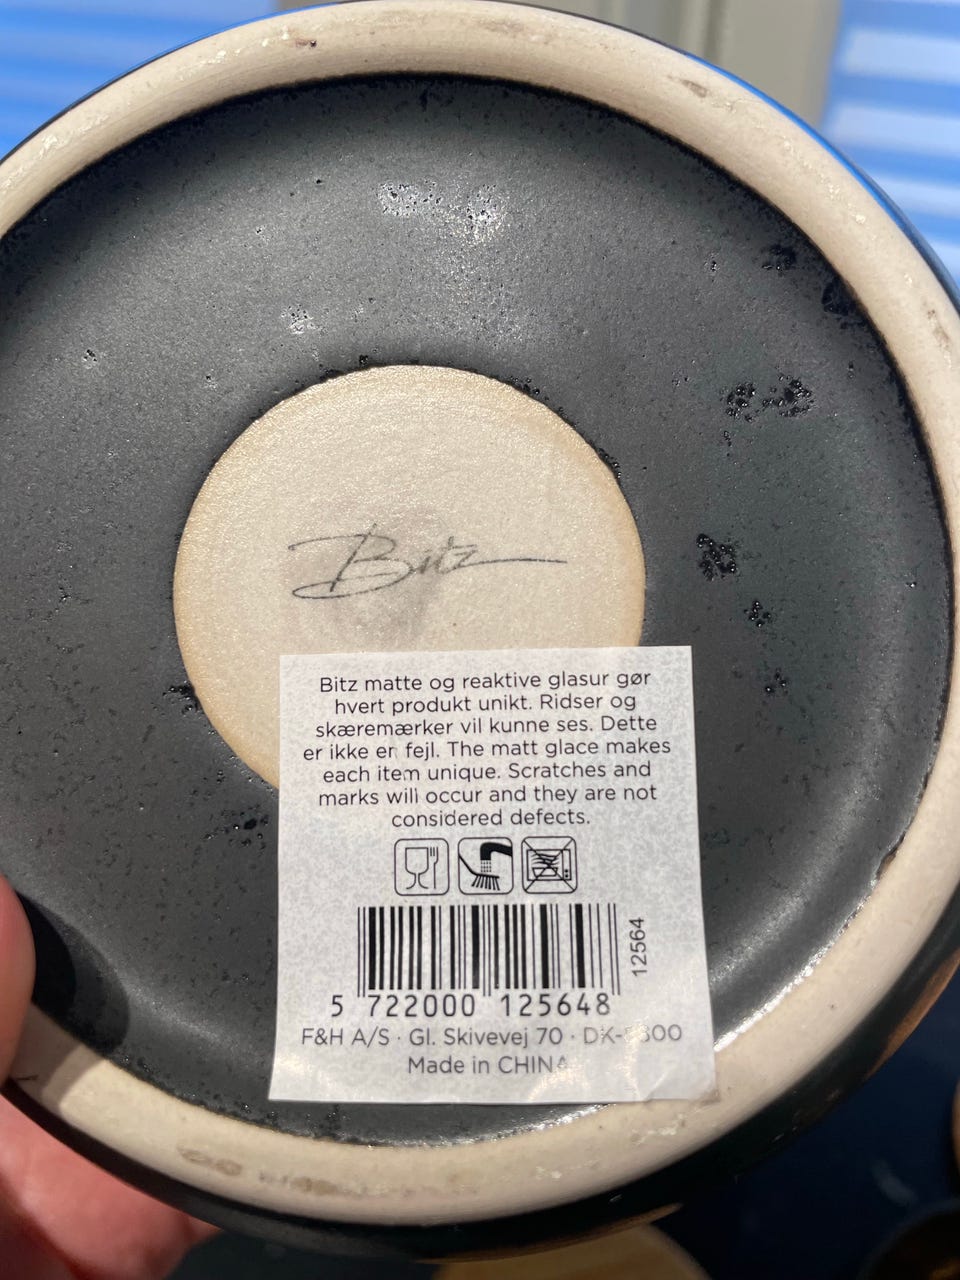 Bitz
Bitz matte og reaktive glasur gør
hvert produkt unikt. Ridser og
skæremærker vil kunne ses. Dette
er ikke en fejl. The matt glace makes
each item unique. Scratches and
marks will occur and they are not
considered defects.
12564
5 722000 125648
F&H A/S · Gl. Skivevej 70 ·
Made in CHINA